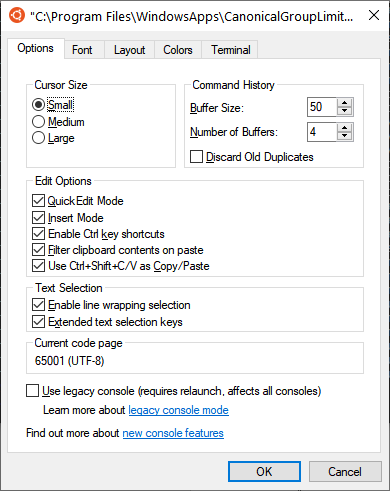 "C:\Program Files\WindowsApps\CanonicalGroupLimit...
Options Font Layout Colors Terminal
Cursor Size
Small
Medium
Large
Command History
Buffer Size: 50
Number of Buffers: 4
Discard Old Duplicates
Edit Options
QuickEdit Mode
Insert Mode
Enable Ctrl key shortcuts
Filter clipboard contents on paste
Use Ctrl+Shift+C/V as Copy/Paste
Text Selection
Enable line wrapping selection
Extended text selection keys
Current code page
65001 (UTF-8)
Use legacy console (requires relaunch, affects all consoles)
Learn more about legacy console mode
Find out more about new console features
OK Cancel